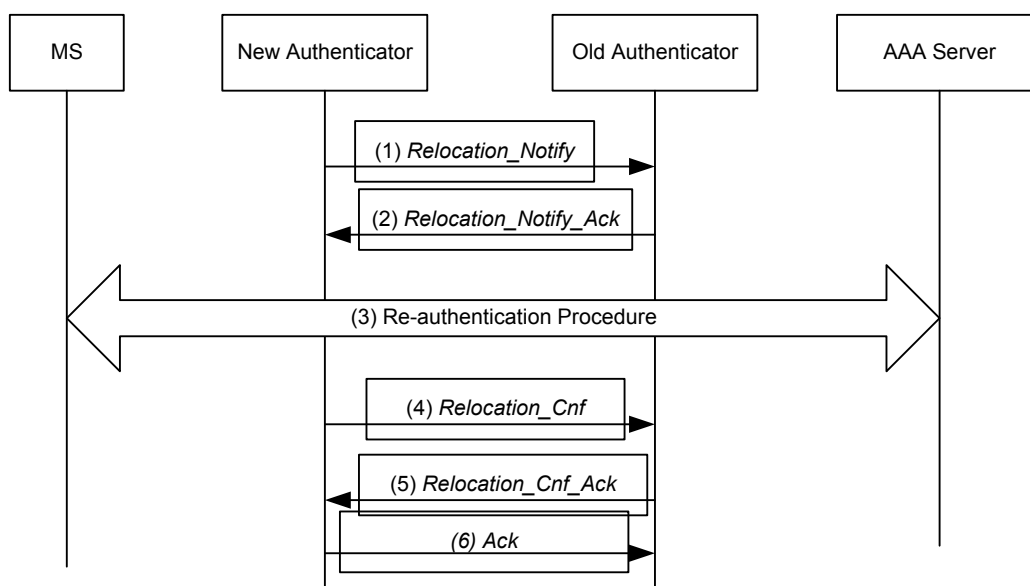 MS
New Authenticator
Old Authenticator
AAA Server
(1) Relocation_Notify
(2) Relocation_Notify_Ack
(3) Re-authentication Procedure
(4) Relocation_Cnf
(5) Relocation_Cnf_Ack
(6) Ack